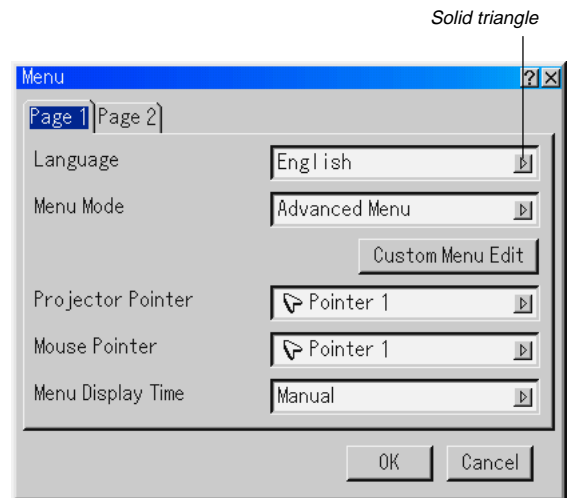 Solid triangle
Menu ? ×
Page 1 Page 2
Language English
Menu Mode Advanced Menu
Custom Menu Edit
Projector Pointer Pointer 1
Mouse Pointer Pointer 1
Menu Display Time Manual
OK Cancel